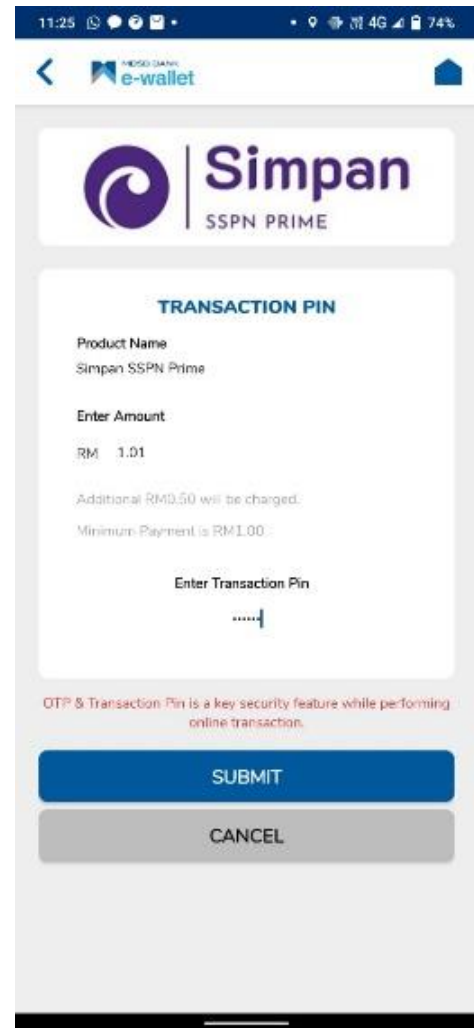 11:25
4G 74%
MBSB BANK
e-wallet
Simpan
SSPN PRIME
TRANSACTION PIN
Product Name
Simpan SSPN Prime
Enter Amount
RM 1.01
Additional RM0.50 will be charged.
Minimum Payment is RM1.00
Enter Transaction Pin
••••••
OTP & Transaction Pin is a key security feature while performing
online transaction.
SUBMIT
CANCEL